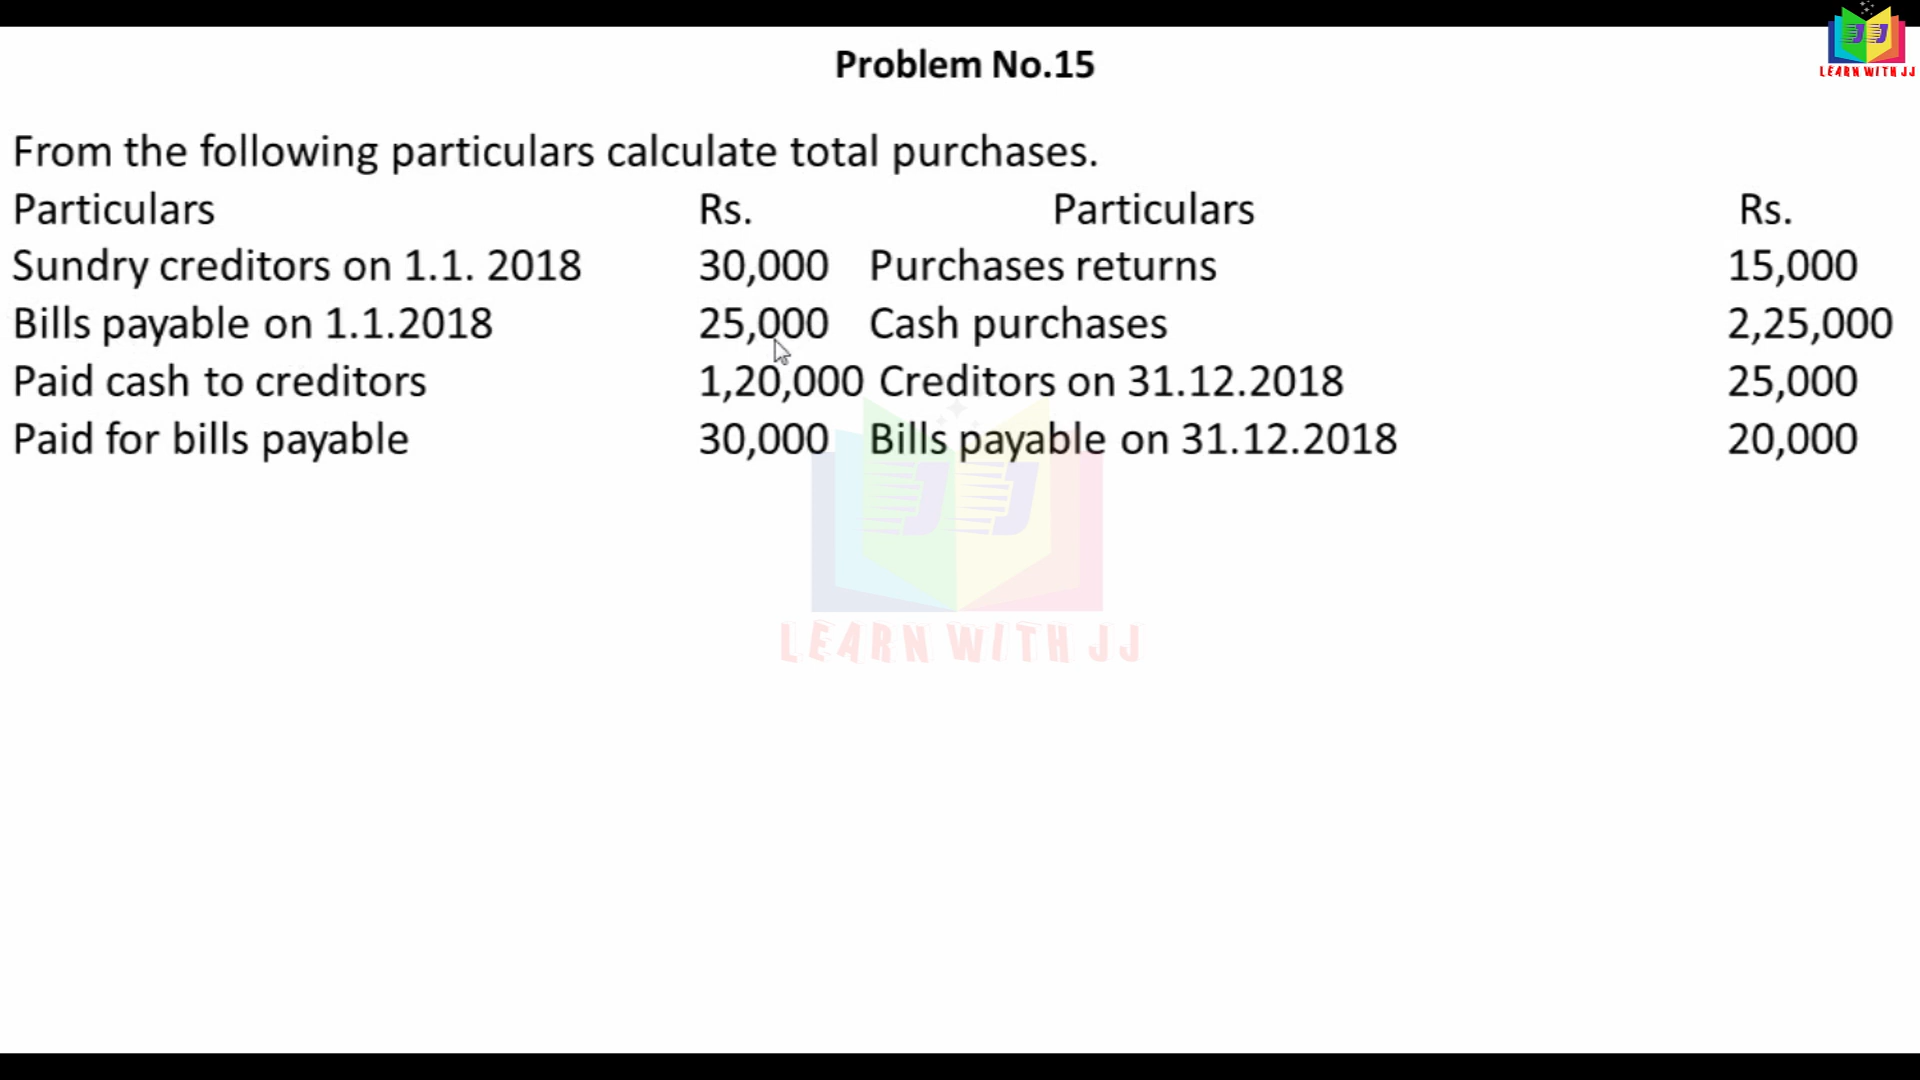 LEARN WITH JJ
Problem No.15
From the following particulars calculate total purchases.
Particulars Rs. Particulars Rs.
Sundry creditors on 1.1. 2018 30,000 Purchases returns 15,000
Bills payable on 1.1.2018 25,000 Cash purchases 2,25,000
Paid cash to creditors 1,20,000 Creditors on 31.12.2018 25,000
Paid for bills payable 30,000 Bills payable on 31.12.2018 20,000
JJ
LEARN WITH JJ